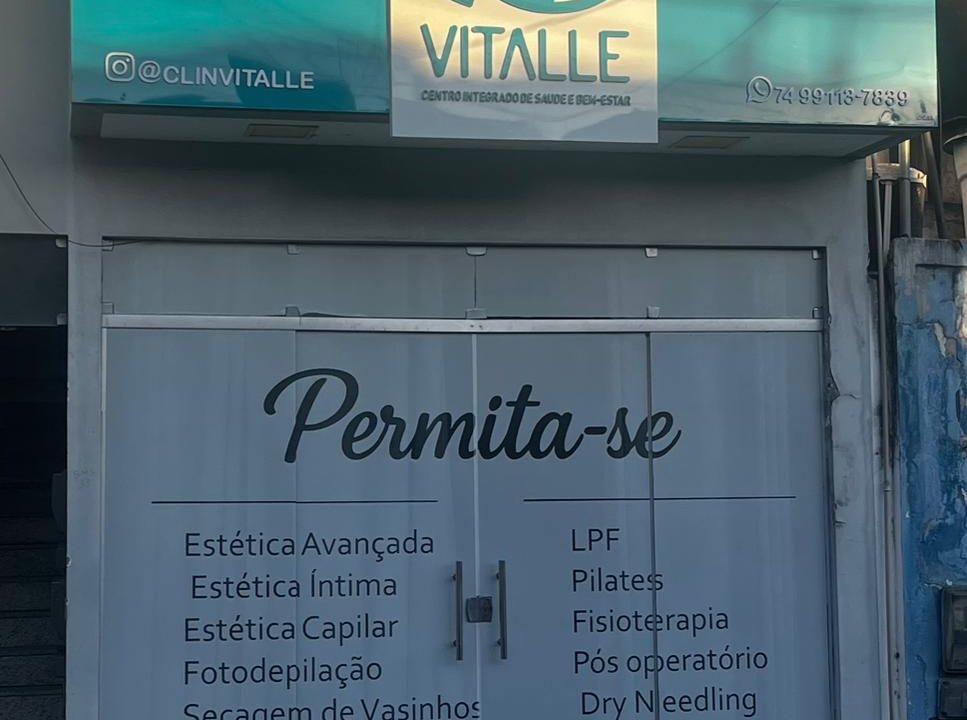 @CLINVITALLE
VITALLE
CENTRO INTEGRADO DE SAUDE E BEM-ESTAR
74 99113-7839
Permita-se
Estética Avançada
Estética Íntima
Estética Capilar
Fotodepilação
Secagem de Vasinhos
LPF
Pilates
Fisioterapia
Pós operatório
Dry Needling